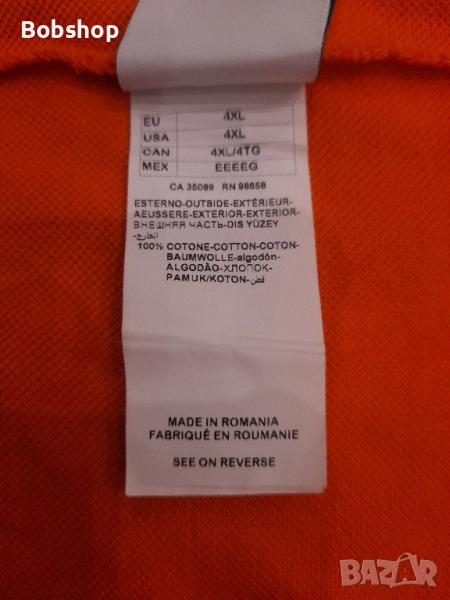 Bobshop
EU 4XL
USA 4XL
CAN 4XL/4TG
MEX EEEEG
CA 35089 RN 98658
ESTERNO-OUTSIDE-EXTÉRIEUR-
AEUSSERE-EXTERIOR-EXTERIOR-
ВНЕШНЯЯ ЧАСТЬ-DIS YÜZEY
-الخارج
100% COTONE-COTTON-COTON-
BAUMWOLLE-algodón-
ALGODÃO-ХЛОПОК-
PAMUK/KOTON-قطن
MADE IN ROMANIA
FABRIQUÉ EN ROUMANIE
SEE ON REVERSE
BAZAR